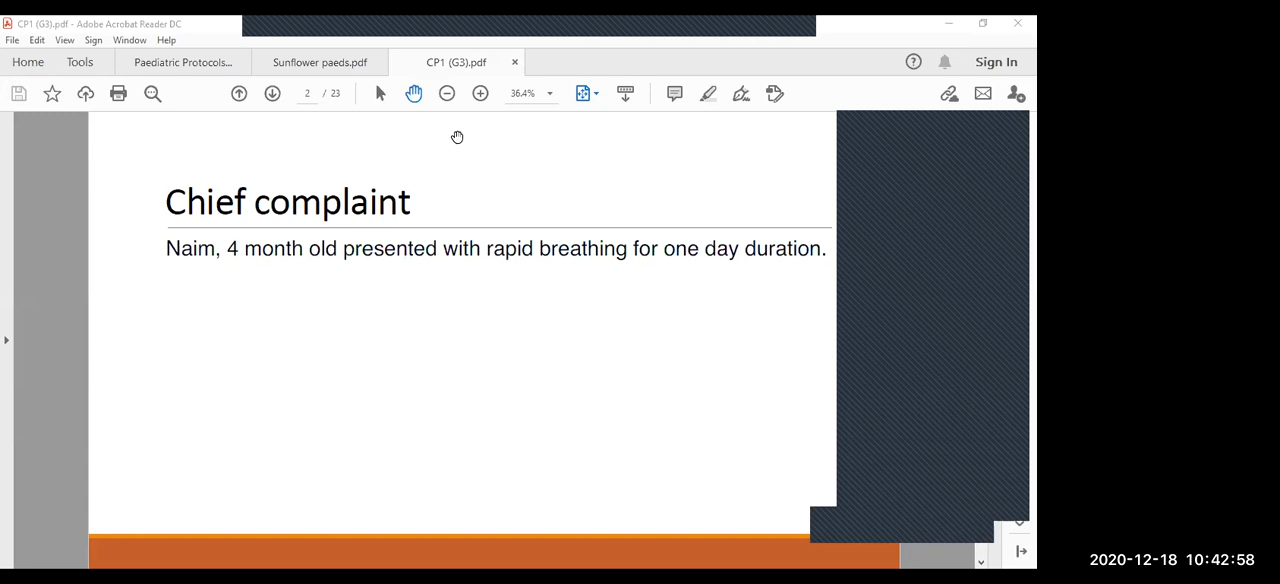 CP1 (G3).pdf - Adobe Acrobat Reader DC
File Edit View Sign Window Help
Home Tools Paediatric Protocols... Sunflower paeds.pdf CP1 (G3).pdf × Sign In
2 / 23 36.4%
Chief complaint
Naim, 4 month old presented with rapid breathing for one day duration.
2020-12-18 10:42:58